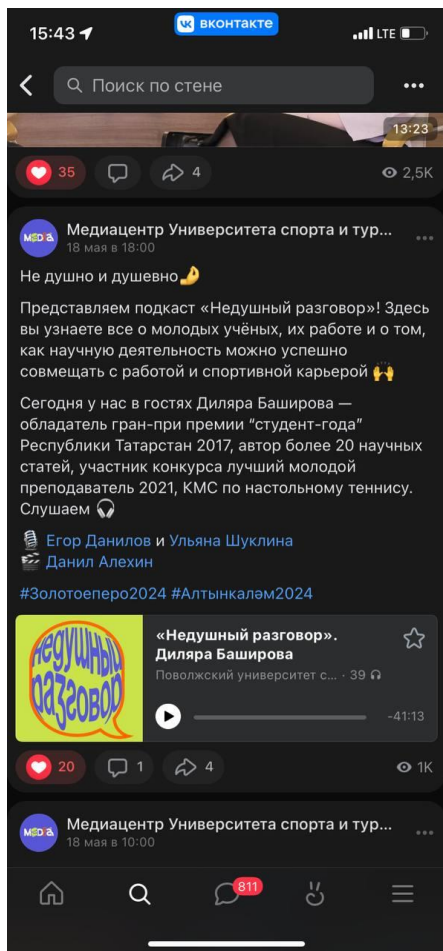 15:43
вконтакте
LTE
Поиск по стене
13:23
35
4
2,5K
MEDIA
Медиацентр Университета спорта и тур...
18 мая в 18:00
Не душно и душевно🤌
Представляем подкаст «Недушный разговор»! Здесь
вы узнаете все о молодых учёных, их работе и о том,
как научную деятельность можно успешно
совмещать с работой и спортивной карьерой 🙌
Сегодня у нас в гостях Диляра Баширова —
обладатель гран-при премии “студент-года”
Республики Татарстан 2017, автор более 20 научных
статей, участник конкурса лучший молодой
преподаватель 2021, КМС по настольному теннису.
Слушаем 🎧
🎙 Егор Данилов и Ульяна Шуклина
🎬 Данил Алехин
#Золотоеперо2024 #Алтынкаләм2024
недушный
разговор
«Недушный разговор».
Диляра Баширова
Поволжский университет с... · 39
-41:13
20
1
4
1K
MEDIA
Медиацентр Университета спорта и тур...
18 мая в 10:00
811